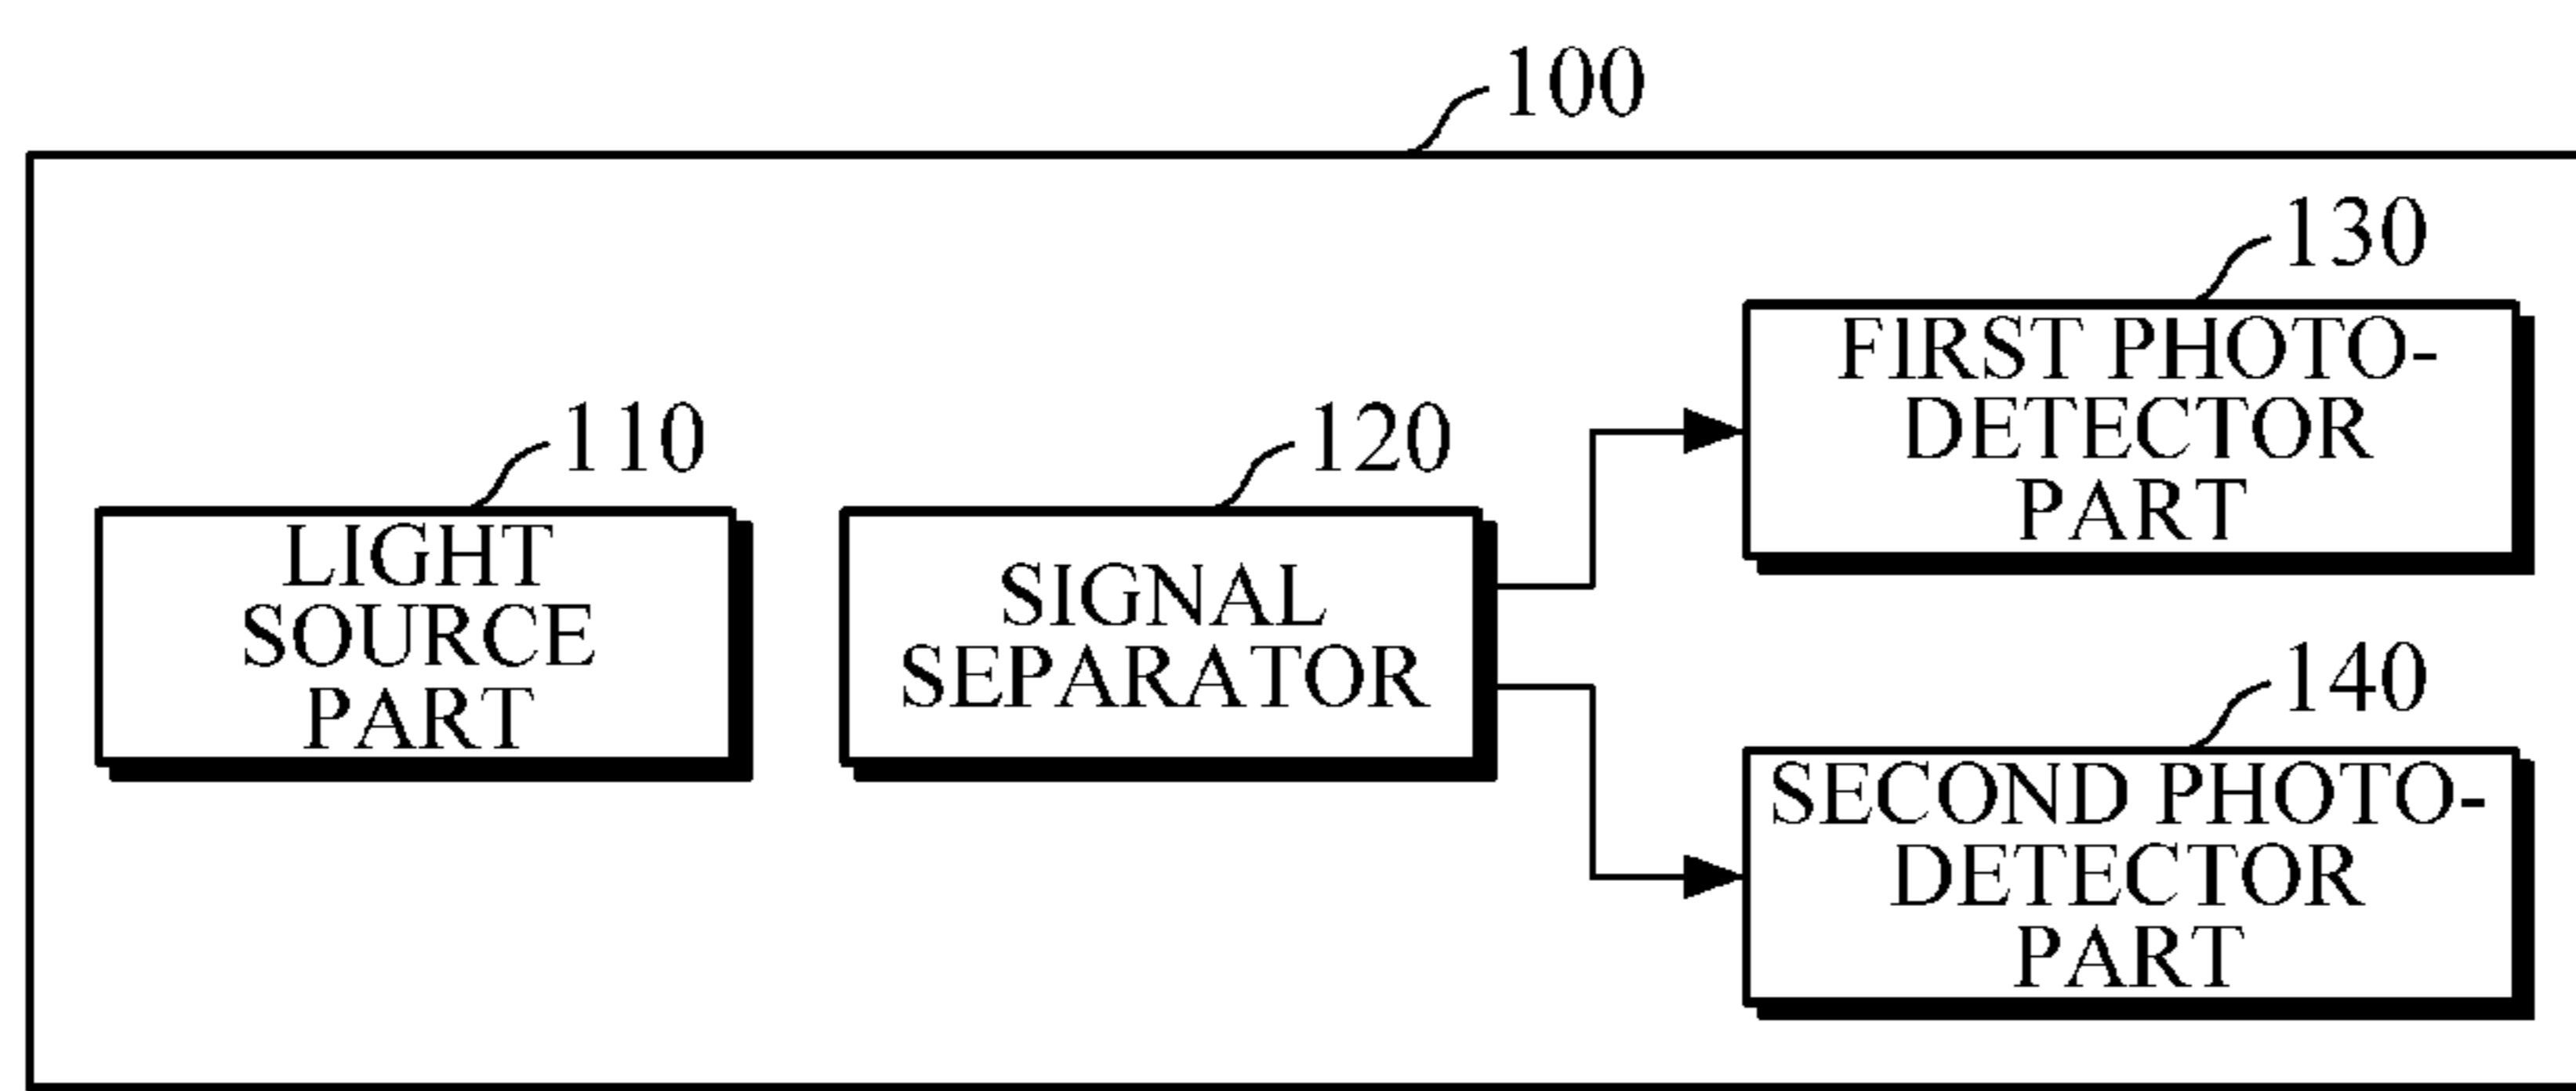 100
130
FIRST PHOTO-
DETECTOR
PART
110
LIGHT
SOURCE
PART
120
SIGNAL
SEPARATOR
140
SECOND PHOTO-
DETECTOR
PART